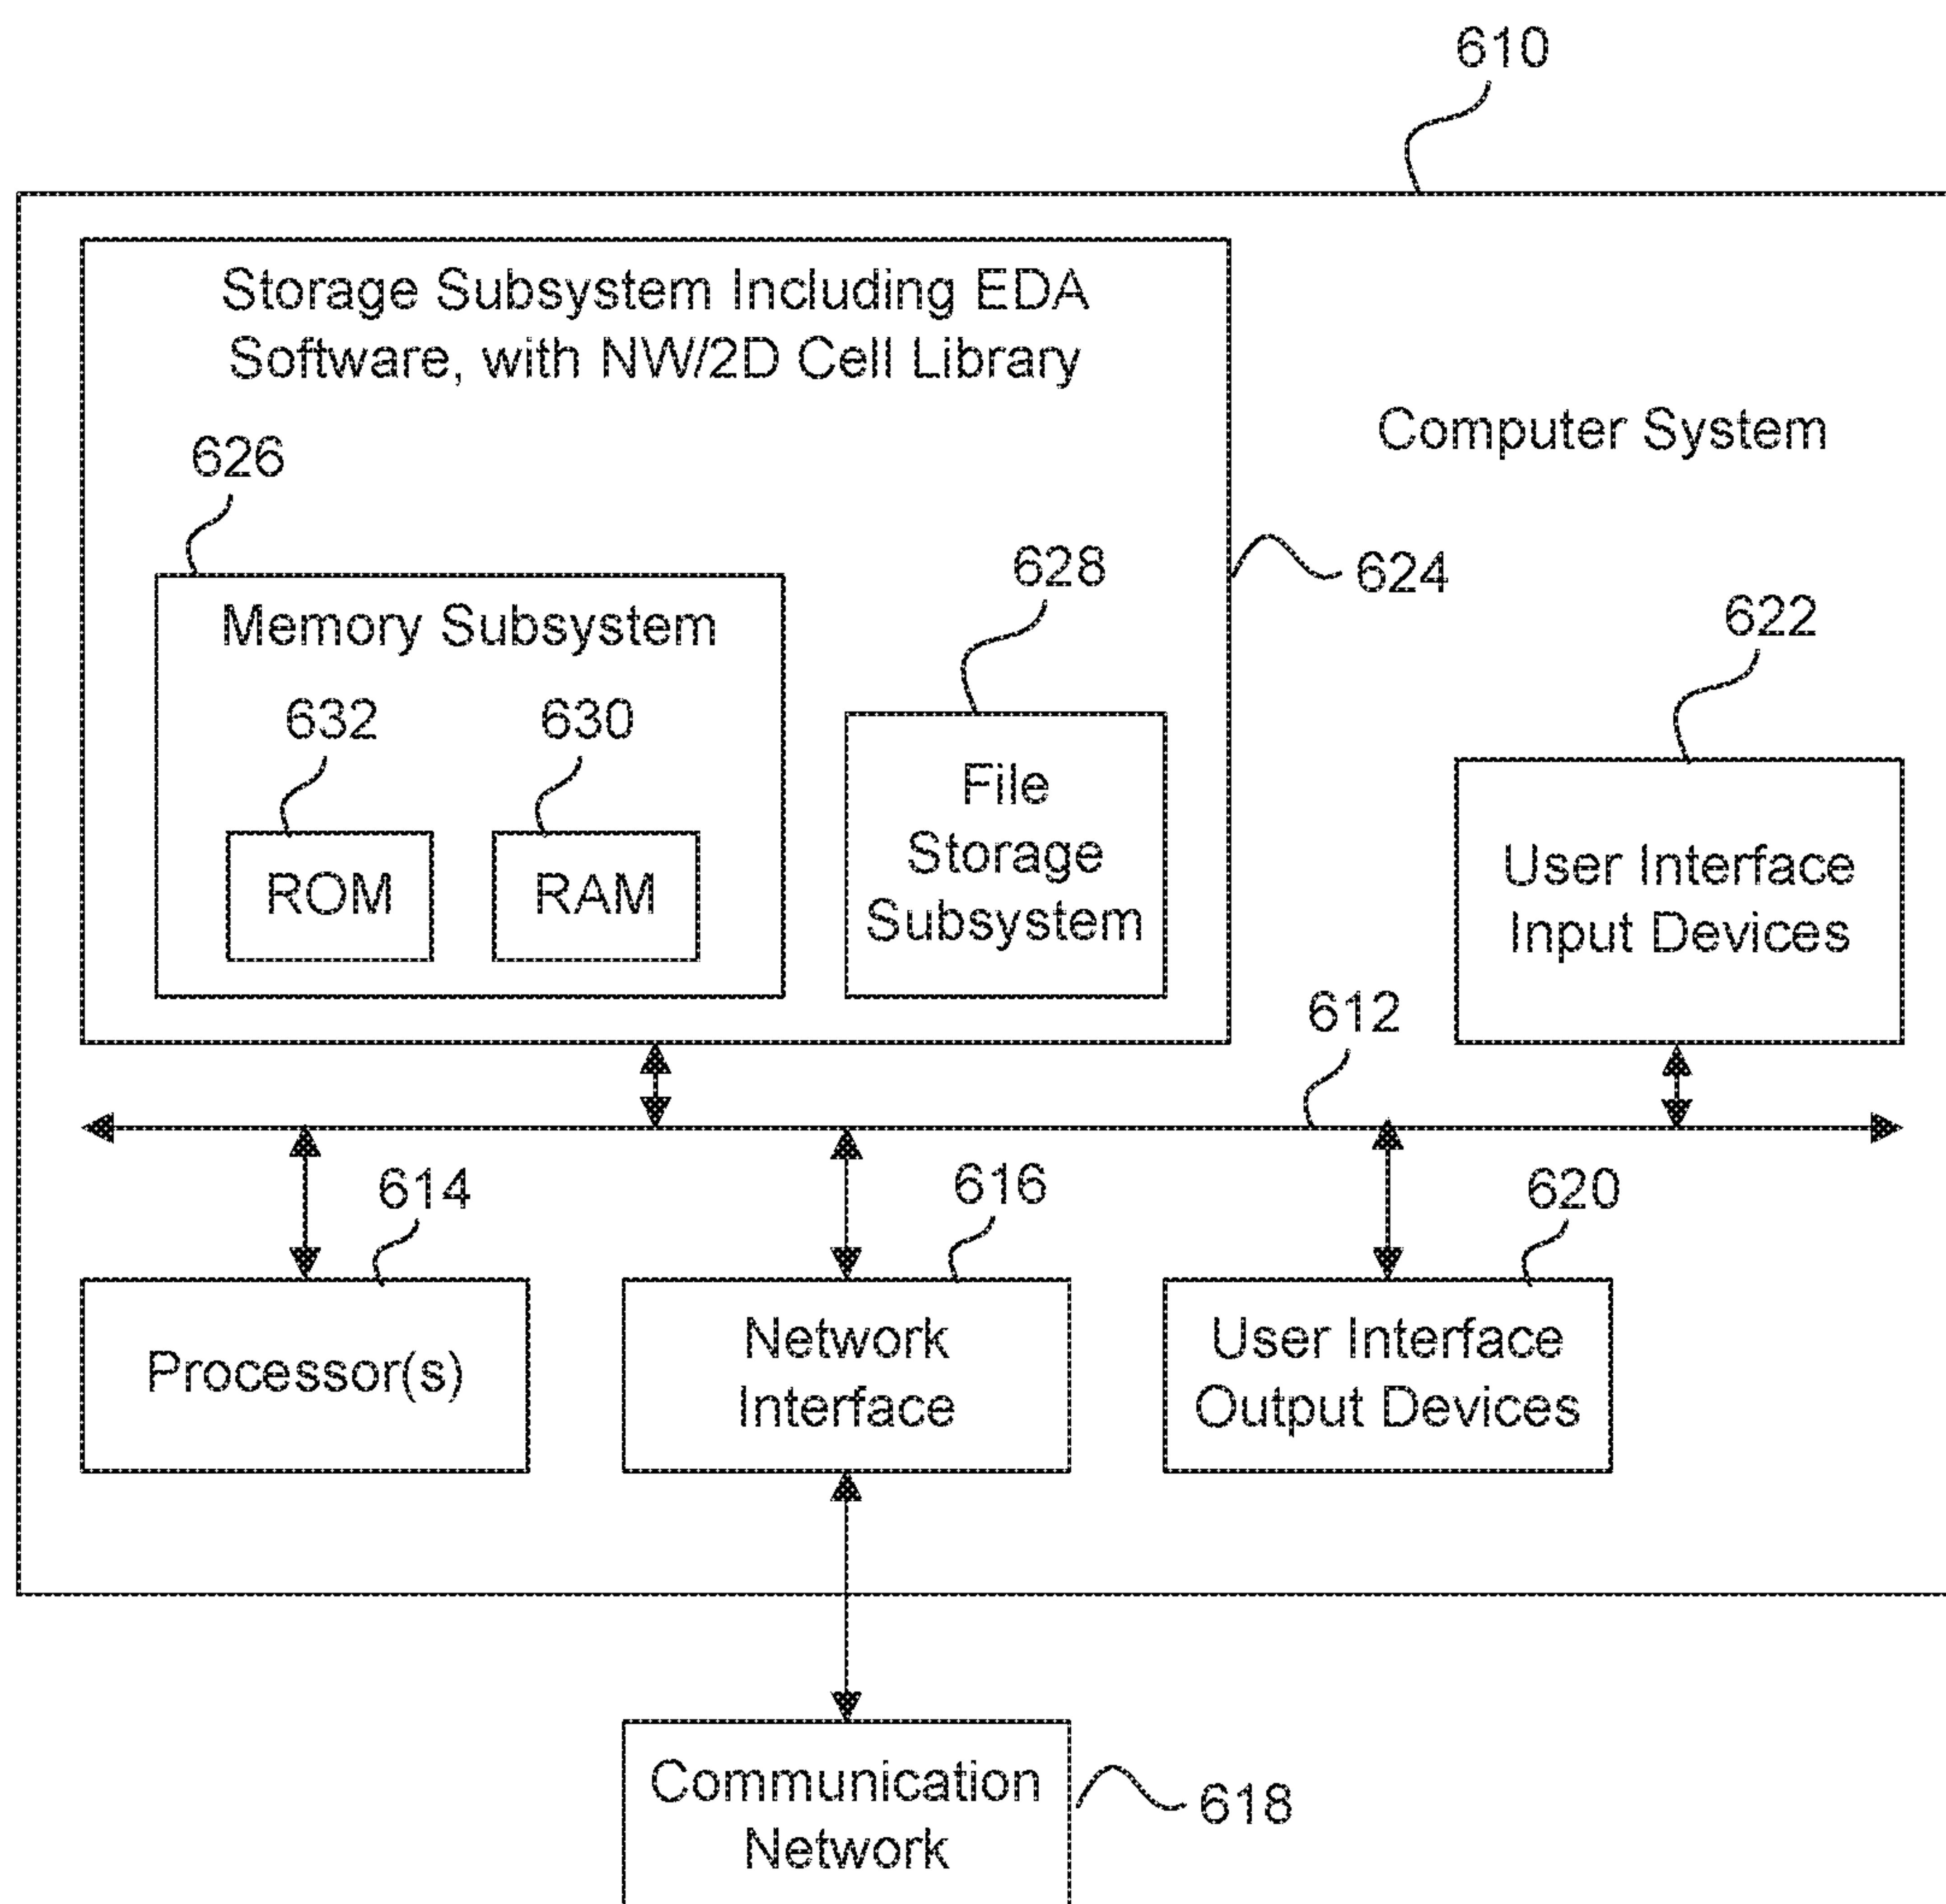 610
Storage Subsystem Including EDA
Software, with NW/2D Cell Library
Computer System
626
628
624
Memory Subsystem
622
632
630
File
Storage
Subsystem
ROM
RAM
User Interface
Input Devices
612
614
616
620
Processor(s)
Network
Interface
User Interface
Output Devices
Communication
Network
618